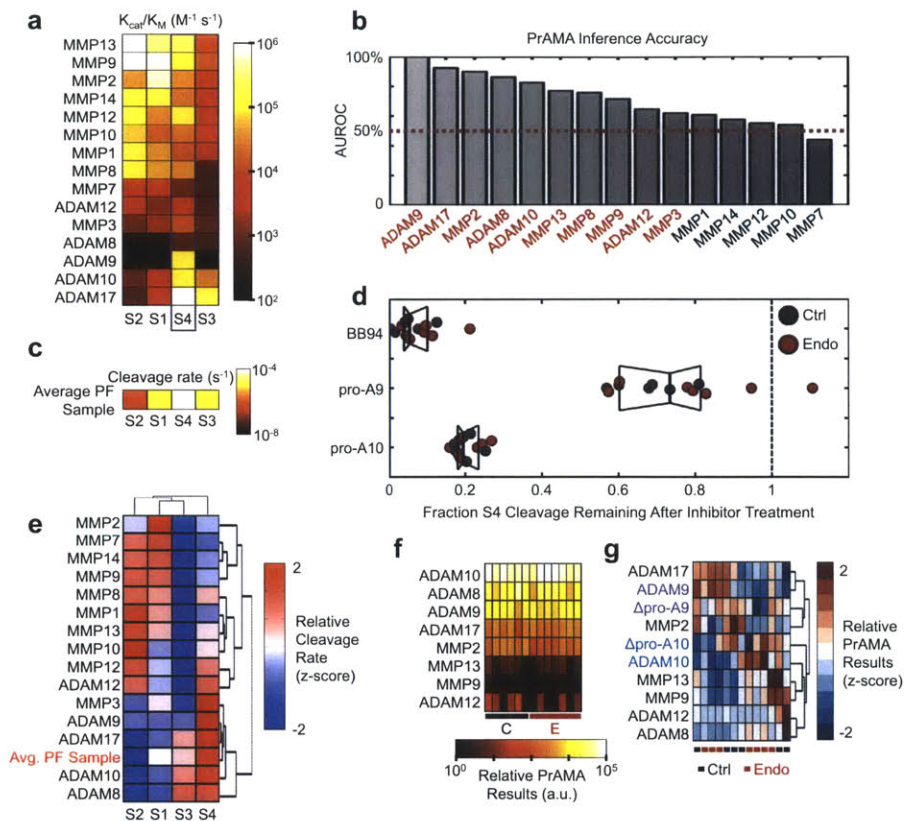 a
K_cat/K_M (M⁻¹ s⁻¹)
MMP13
MMP9
MMP2
MMP14
MMP12
MMP10
MMP1
MMP8
MMP7
ADAM12
MMP3
ADAM8
ADAM9
ADAM10
ADAM17
S2 S1 S4 S3
10⁶
10⁵
10⁴
10³
10²
b
PrAMA Inference Accuracy
AUROC
100%
50%
0
ADAM9 ADAM17 MMP2 ADAM8 ADAM10 MMP13 MMP8 MMP9 ADAM12 MMP3 MMP1 MMP14 MMP12 MMP10 MMP7
c
Cleavage rate (s⁻¹)
Average PF
Sample
S2 S1 S4 S3
10⁻⁴
10⁻⁸
d
BB94
pro-A9
pro-A10
Ctrl
Endo
0 0.2 0.4 0.6 0.8 1
Fraction S4 Cleavage Remaining After Inhibitor Treatment
e
MMP2
MMP7
MMP14
MMP9
MMP8
MMP1
MMP13
MMP10
MMP12
ADAM12
MMP3
ADAM9
ADAM17
Avg. PF Sample
ADAM10
ADAM8
S2 S1 S3 S4
2
Relative
Cleavage
Rate
(z-score)
-2
f
ADAM10
ADAM8
ADAM9
ADAM17
MMP2
MMP13
MMP9
ADAM12
C E
10⁰ 10⁵
Relative PrAMA
Results (a.u.)
g
ADAM17
ADAM9
Δpro-A9
MMP2
Δpro-A10
ADAM10
MMP13
MMP9
ADAM12
ADAM8
Ctrl Endo
2
Relative
PrAMA
Results
(z-score)
-2